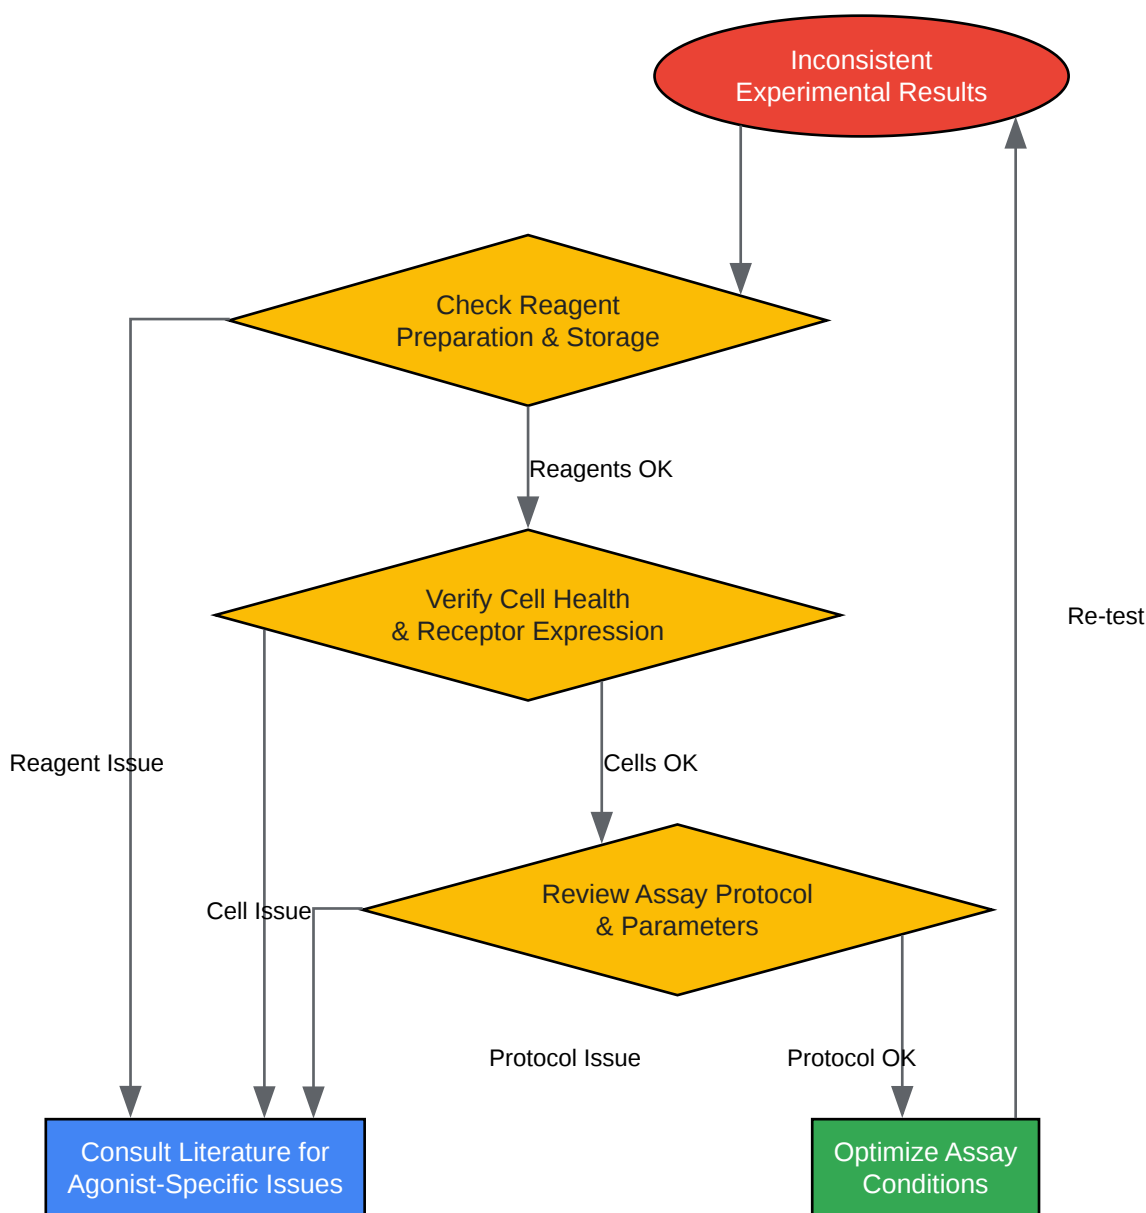 Inconsistent
Experimental Results
Check Reagent
Preparation & Storage
Reagents OK
Verify Cell Health
& Receptor Expression
Re-test
Reagent Issue
Cells OK
Review Assay Protocol
& Parameters
Cell Issue
Protocol Issue
Protocol OK
Consult Literature for
Agonist-Specific Issues
Optimize Assay
Conditions